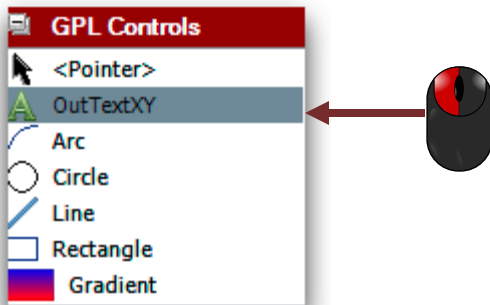 GPL Controls
<Pointer>
OutTextXY
Arc
Circle
Line
Rectangle
Gradient